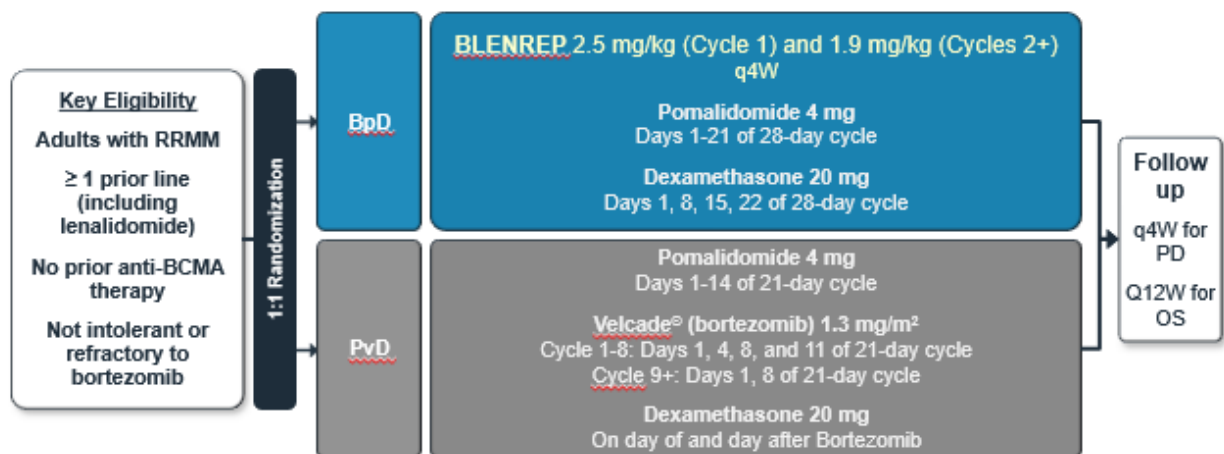 Key Eligibility
Adults with RRMM
≥ 1 prior line
(including
lenalidomide)
No prior anti-BCMA
therapy
Not intolerant or
refractory to
bortezomib
1:1 Randomization
BpD
BLENREP 2.5 mg/kg (Cycle 1) and 1.9 mg/kg (Cycles 2+)
q4W
Pomalidomide 4 mg
Days 1-21 of 28-day cycle
Dexamethasone 20 mg
Days 1, 8, 15, 22 of 28-day cycle
PvD
Pomalidomide 4 mg
Days 1-14 of 21-day cycle
Velcade© (bortezomib) 1.3 mg/m²
Cycle 1-8: Days 1, 4, 8, and 11 of 21-day cycle
Cycle 9+: Days 1, 8 of 21-day cycle
Dexamethasone 20 mg
On day of and day after Bortezomib
Follow
up
q4W for
PD
Q12W for
OS